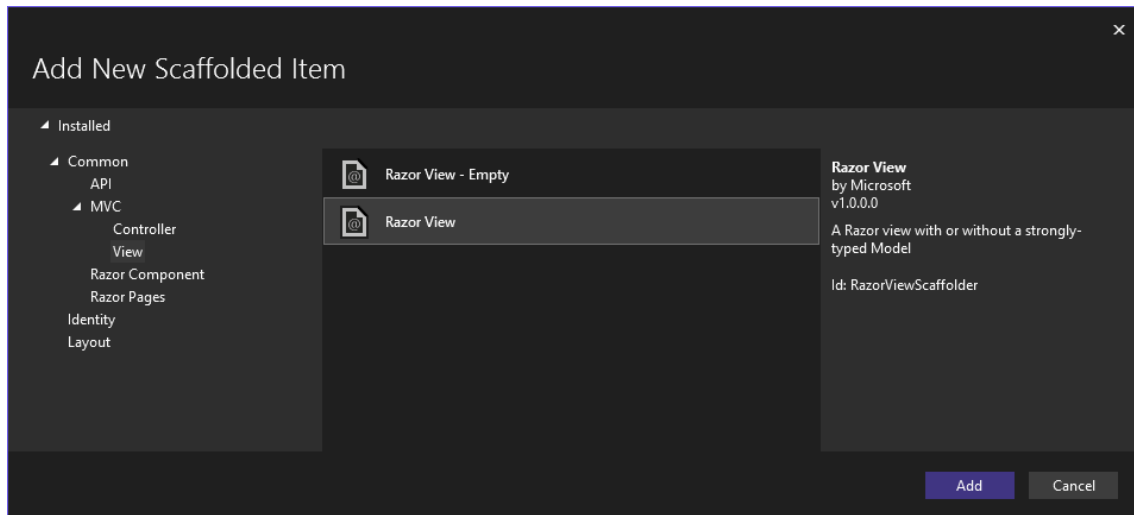 Add New Scaffolded Item
Installed
Common
API
MVC
Controller
View
Razor Component
Razor Pages
Identity
Layout
Razor View - Empty
Razor View
Razor View
by Microsoft
v1.0.0.0
A Razor view with or without a strongly-
typed Model
Id: RazorViewScaffolder
Add
Cancel